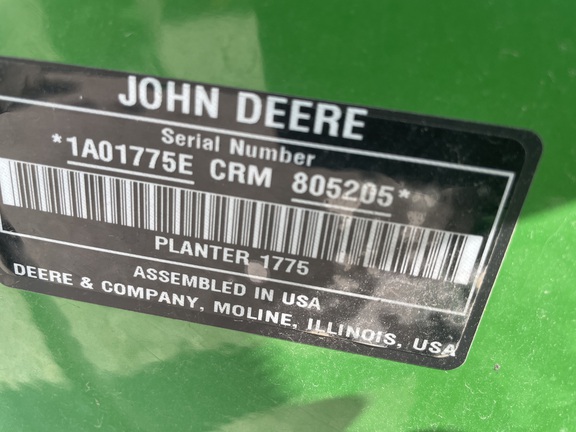 JOHN DEERE
Serial Number
*1A01775E CRM 805205*
PLANTER 1775
ASSEMBLED IN USA
DEERE & COMPANY, MOLINE, ILLINOIS, USA